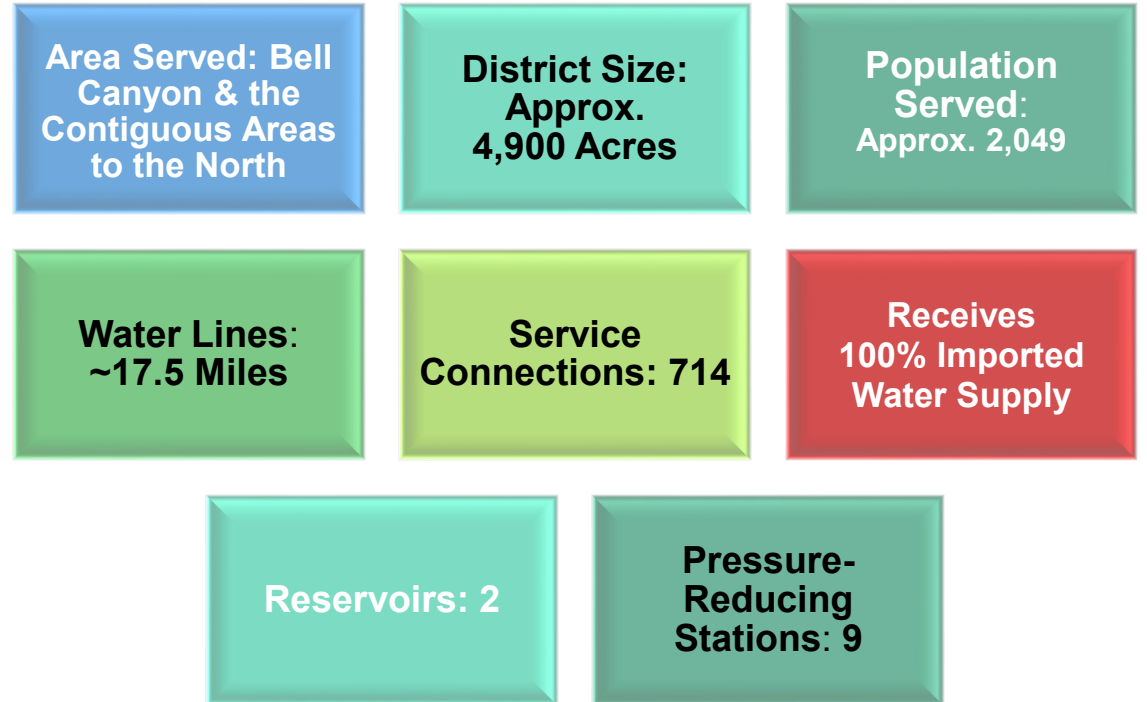 Area Served: Bell
Canyon & the
Contiguous Areas
to the North
District Size:
Approx.
4,900 Acres
Population
Served:
Approx. 2,049
Water Lines:
~17.5 Miles
Service
Connections: 714
Receives
100% Imported
Water Supply
Reservoirs: 2
Pressure-
Reducing
Stations: 9